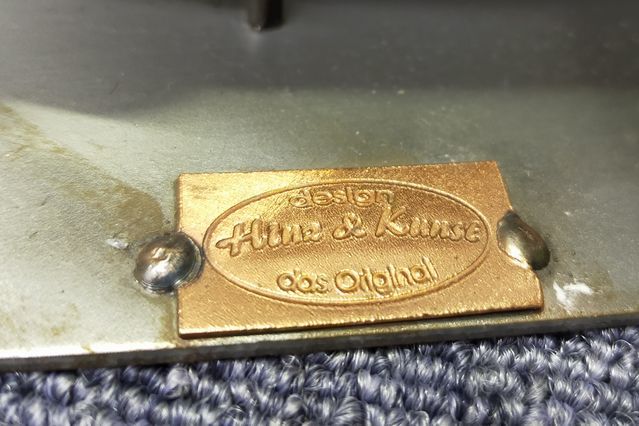 design
Hinz & Kunst
das Original